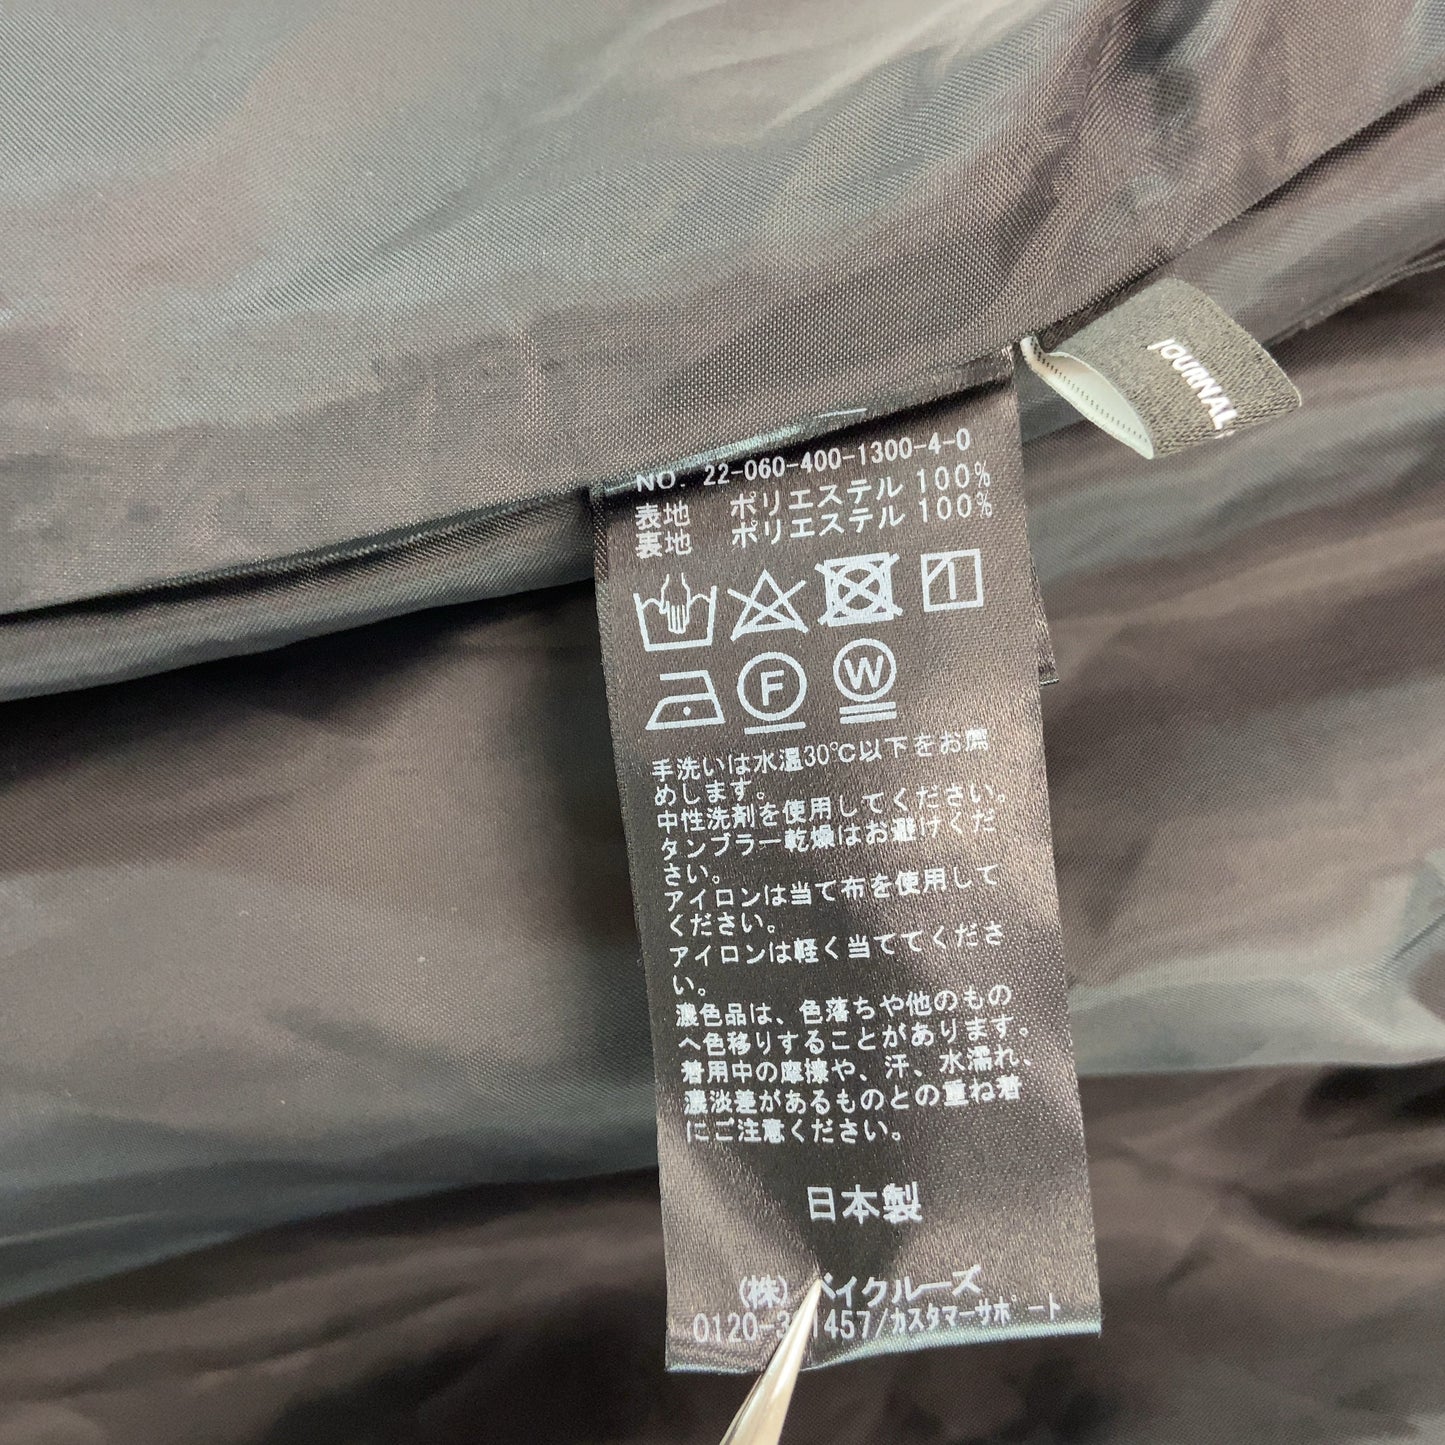 JOURNAL
NO. 22-060-400-1300-4-0
表地 ポリエステル 100%
裏地 ポリエステル 100%
F
W
手洗いは水温30℃以下をお薦
めします。
中性洗剤を使用してください。
タンブラー乾燥はお避けくだ
さい。
アイロンは当て布を使用して
ください。
アイロンは軽く当ててくださ
い。
濃色品は、色落ちや他のもの
へ色移りすることがあります。
着用中の摩擦や、汗、水濡れ、
濃淡差があるものとの重ね着
にご注意ください。
日本製
(株) ベイクルーズ
1457/カスタマーサポート